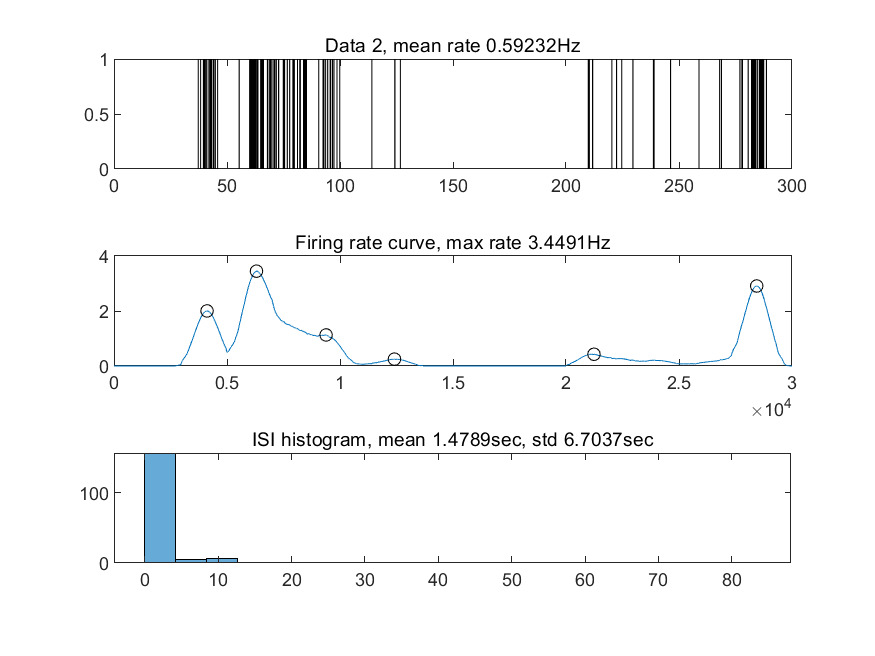 Data 2, mean rate 0.59232Hz
1
0.5
0
0 50 100 150 200 250 300
Firing rate curve, max rate 3.4491Hz
4
2
0
0 0.5 1 1.5 2 2.5 3
×10^4
ISI histogram, mean 1.4789sec, std 6.7037sec
100
0
0 10 20 30 40 50 60 70 80